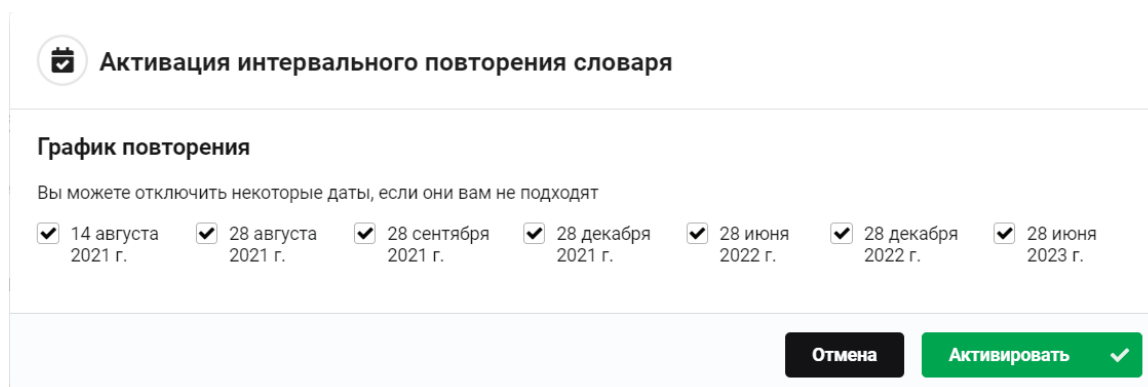 Активация интервального повторения словаря
График повторения
Вы можете отключить некоторые даты, если они вам не подходят
14 августа 28 августа 28 сентября 28 декабря 28 июня 28 декабря 28 июня
2021 г. 2021 г. 2021 г. 2021 г. 2022 г. 2022 г. 2023 г.
Отмена Активировать